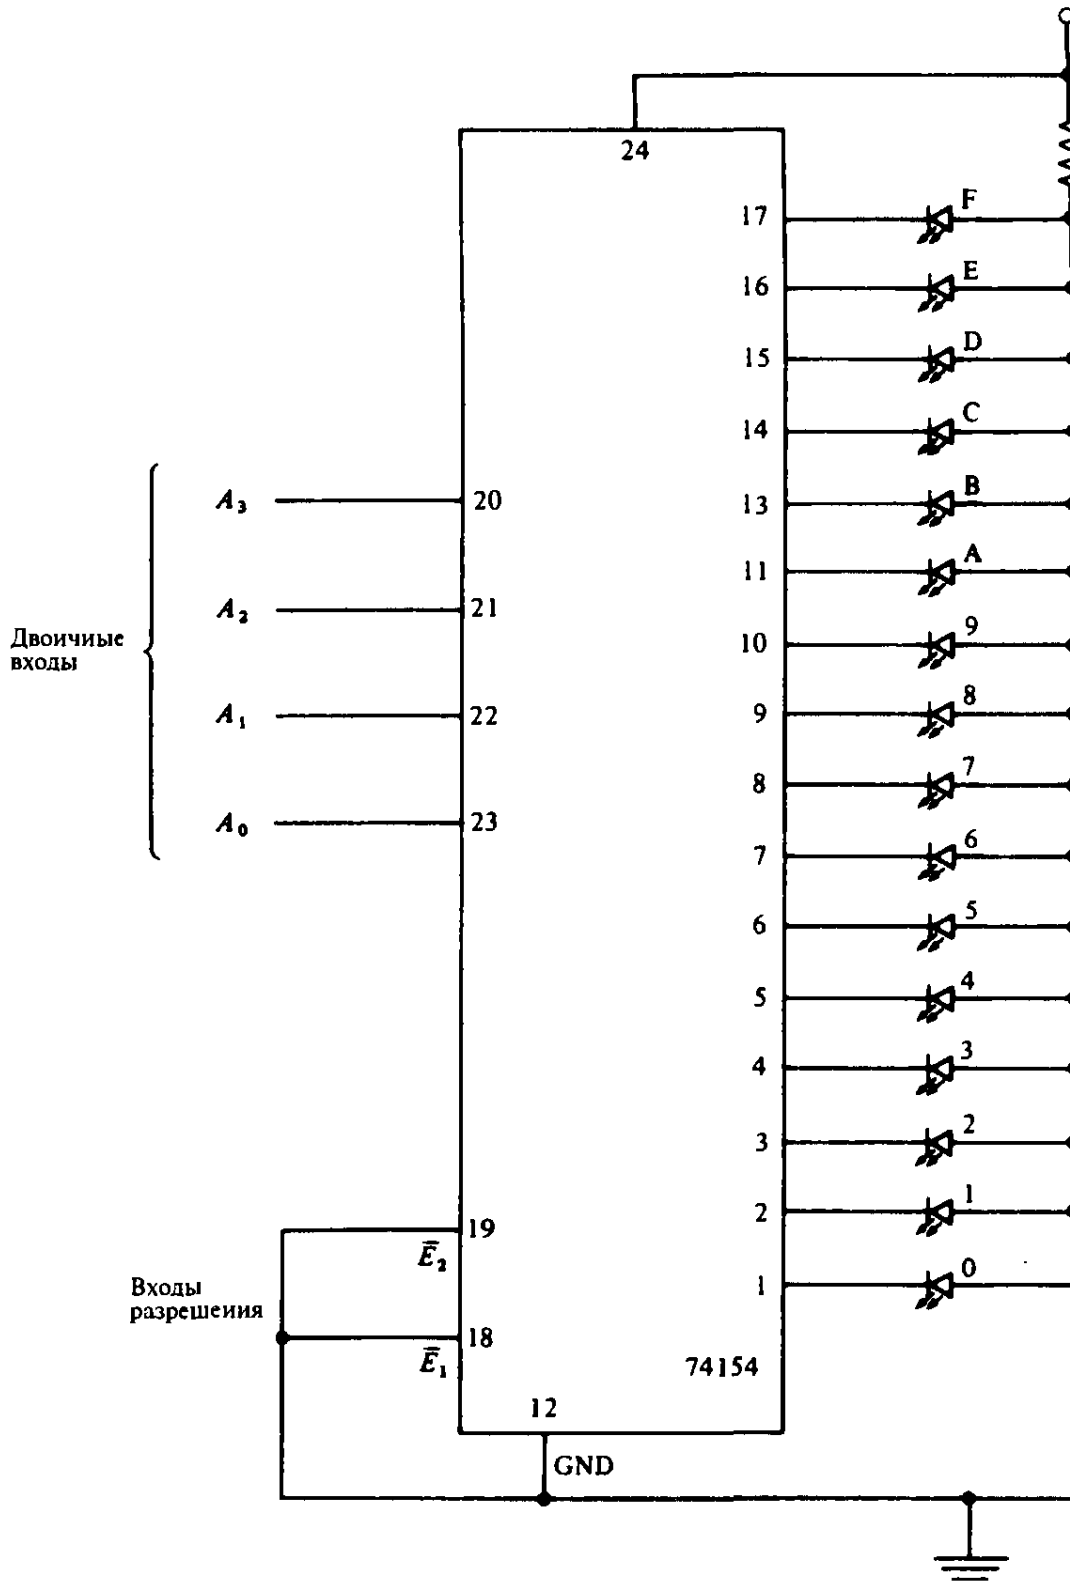 24
17
F
16
E
15
D
14
C
13
B
11
A
10
9
9
8
8
7
7
6
6
5
5
4
4
3
3
2
2
1
1
0
Двоичные
входы
A₃
20
A₂
21
A₁
22
A₀
23
Входы
разрешения
19
Ē₂
18
Ē₁
74154
12
GND